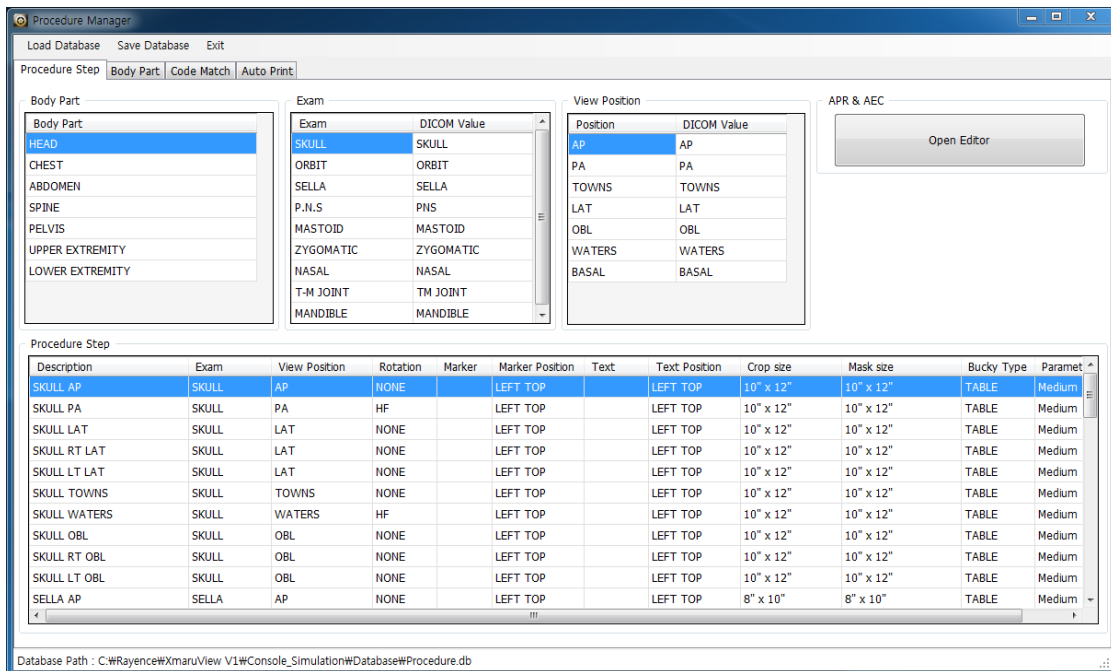 Procedure Manager
Load Database Save Database Exit
Procedure Step Body Part Code Match Auto Print
Body Part Exam View Position APR & AEC
Body Part Exam DICOM Value Position DICOM Value Open Editor
HEAD SKULL SKULL AP AP
CHEST ORBIT ORBIT PA PA
ABDOMEN SELLA SELLA TOWNS TOWNS
SPINE P.N.S PNS LAT LAT
PELVIS MASTOID MASTOID OBL OBL
UPPER EXTREMITY ZYGOMATIC ZYGOMATIC WATERS WATERS
LOWER EXTREMITY NASAL NASAL BASAL BASAL
T-M JOINT TM JOINT
MANDIBLE MANDIBLE
Procedure Step
Description Exam View Position Rotation Marker Marker Position Text Text Position Crop size Mask size Bucky Type Paramet
SKULL AP SKULL AP NONE LEFT TOP LEFT TOP 10" x 12" 10" x 12" TABLE Medium
SKULL PA SKULL PA HF LEFT TOP LEFT TOP 10" x 12" 10" x 12" TABLE Medium
SKULL LAT SKULL LAT NONE LEFT TOP LEFT TOP 10" x 12" 10" x 12" TABLE Medium
SKULL RT LAT SKULL LAT NONE LEFT TOP LEFT TOP 10" x 12" 10" x 12" TABLE Medium
SKULL LT LAT SKULL LAT NONE LEFT TOP LEFT TOP 10" x 12" 10" x 12" TABLE Medium
SKULL TOWNS SKULL TOWNS NONE LEFT TOP LEFT TOP 10" x 12" 10" x 12" TABLE Medium
SKULL WATERS SKULL WATERS HF LEFT TOP LEFT TOP 10" x 12" 10" x 12" TABLE Medium
SKULL OBL SKULL OBL NONE LEFT TOP LEFT TOP 10" x 12" 10" x 12" TABLE Medium
SKULL RT OBL SKULL OBL NONE LEFT TOP LEFT TOP 10" x 12" 10" x 12" TABLE Medium
SKULL LT OBL SKULL OBL NONE LEFT TOP LEFT TOP 10" x 12" 10" x 12" TABLE Medium
SELLA AP SELLA AP NONE LEFT TOP LEFT TOP 8" x 10" 8" x 10" TABLE Medium
Database Path : C:₩Rayence₩XmaruView V1₩Console_Simulation₩Database₩Procedure.db